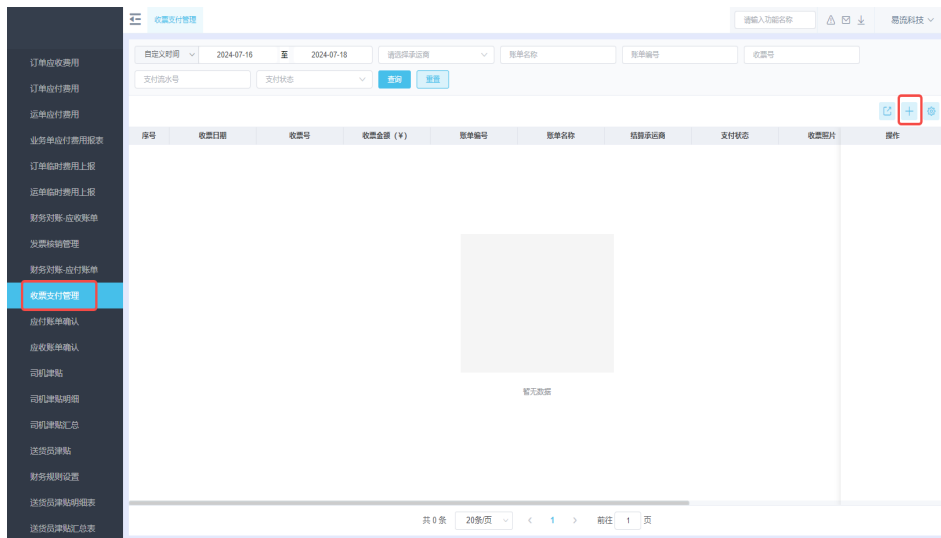 收票支付管理
请输入功能名称
易流科技
自定义时间 2024-07-16 至 2024-07-18 请选择承运商 账单名称 账单编号 收票号
支付流水号 支付状态 查询 重置
序号 收票日期 收票号 收票金额 (¥) 账单编号 账单名称 结算承运商 支付状态 收票照片 操作
暂无数据
共 0 条 20条/页 < 1 > 前往 1 页
订单应收费用
订单应付费用
运单应付费用
业务单应付费用报表
订单临时费用上报
运单临时费用上报
财务对账-应收账单
发票核销管理
财务对账-应付账单
收票支付管理
应付账单确认
应收账单确认
司机津贴
司机津贴明细
司机津贴汇总
送货员津贴
财务规则设置
送货员津贴明细表
送货员津贴汇总表